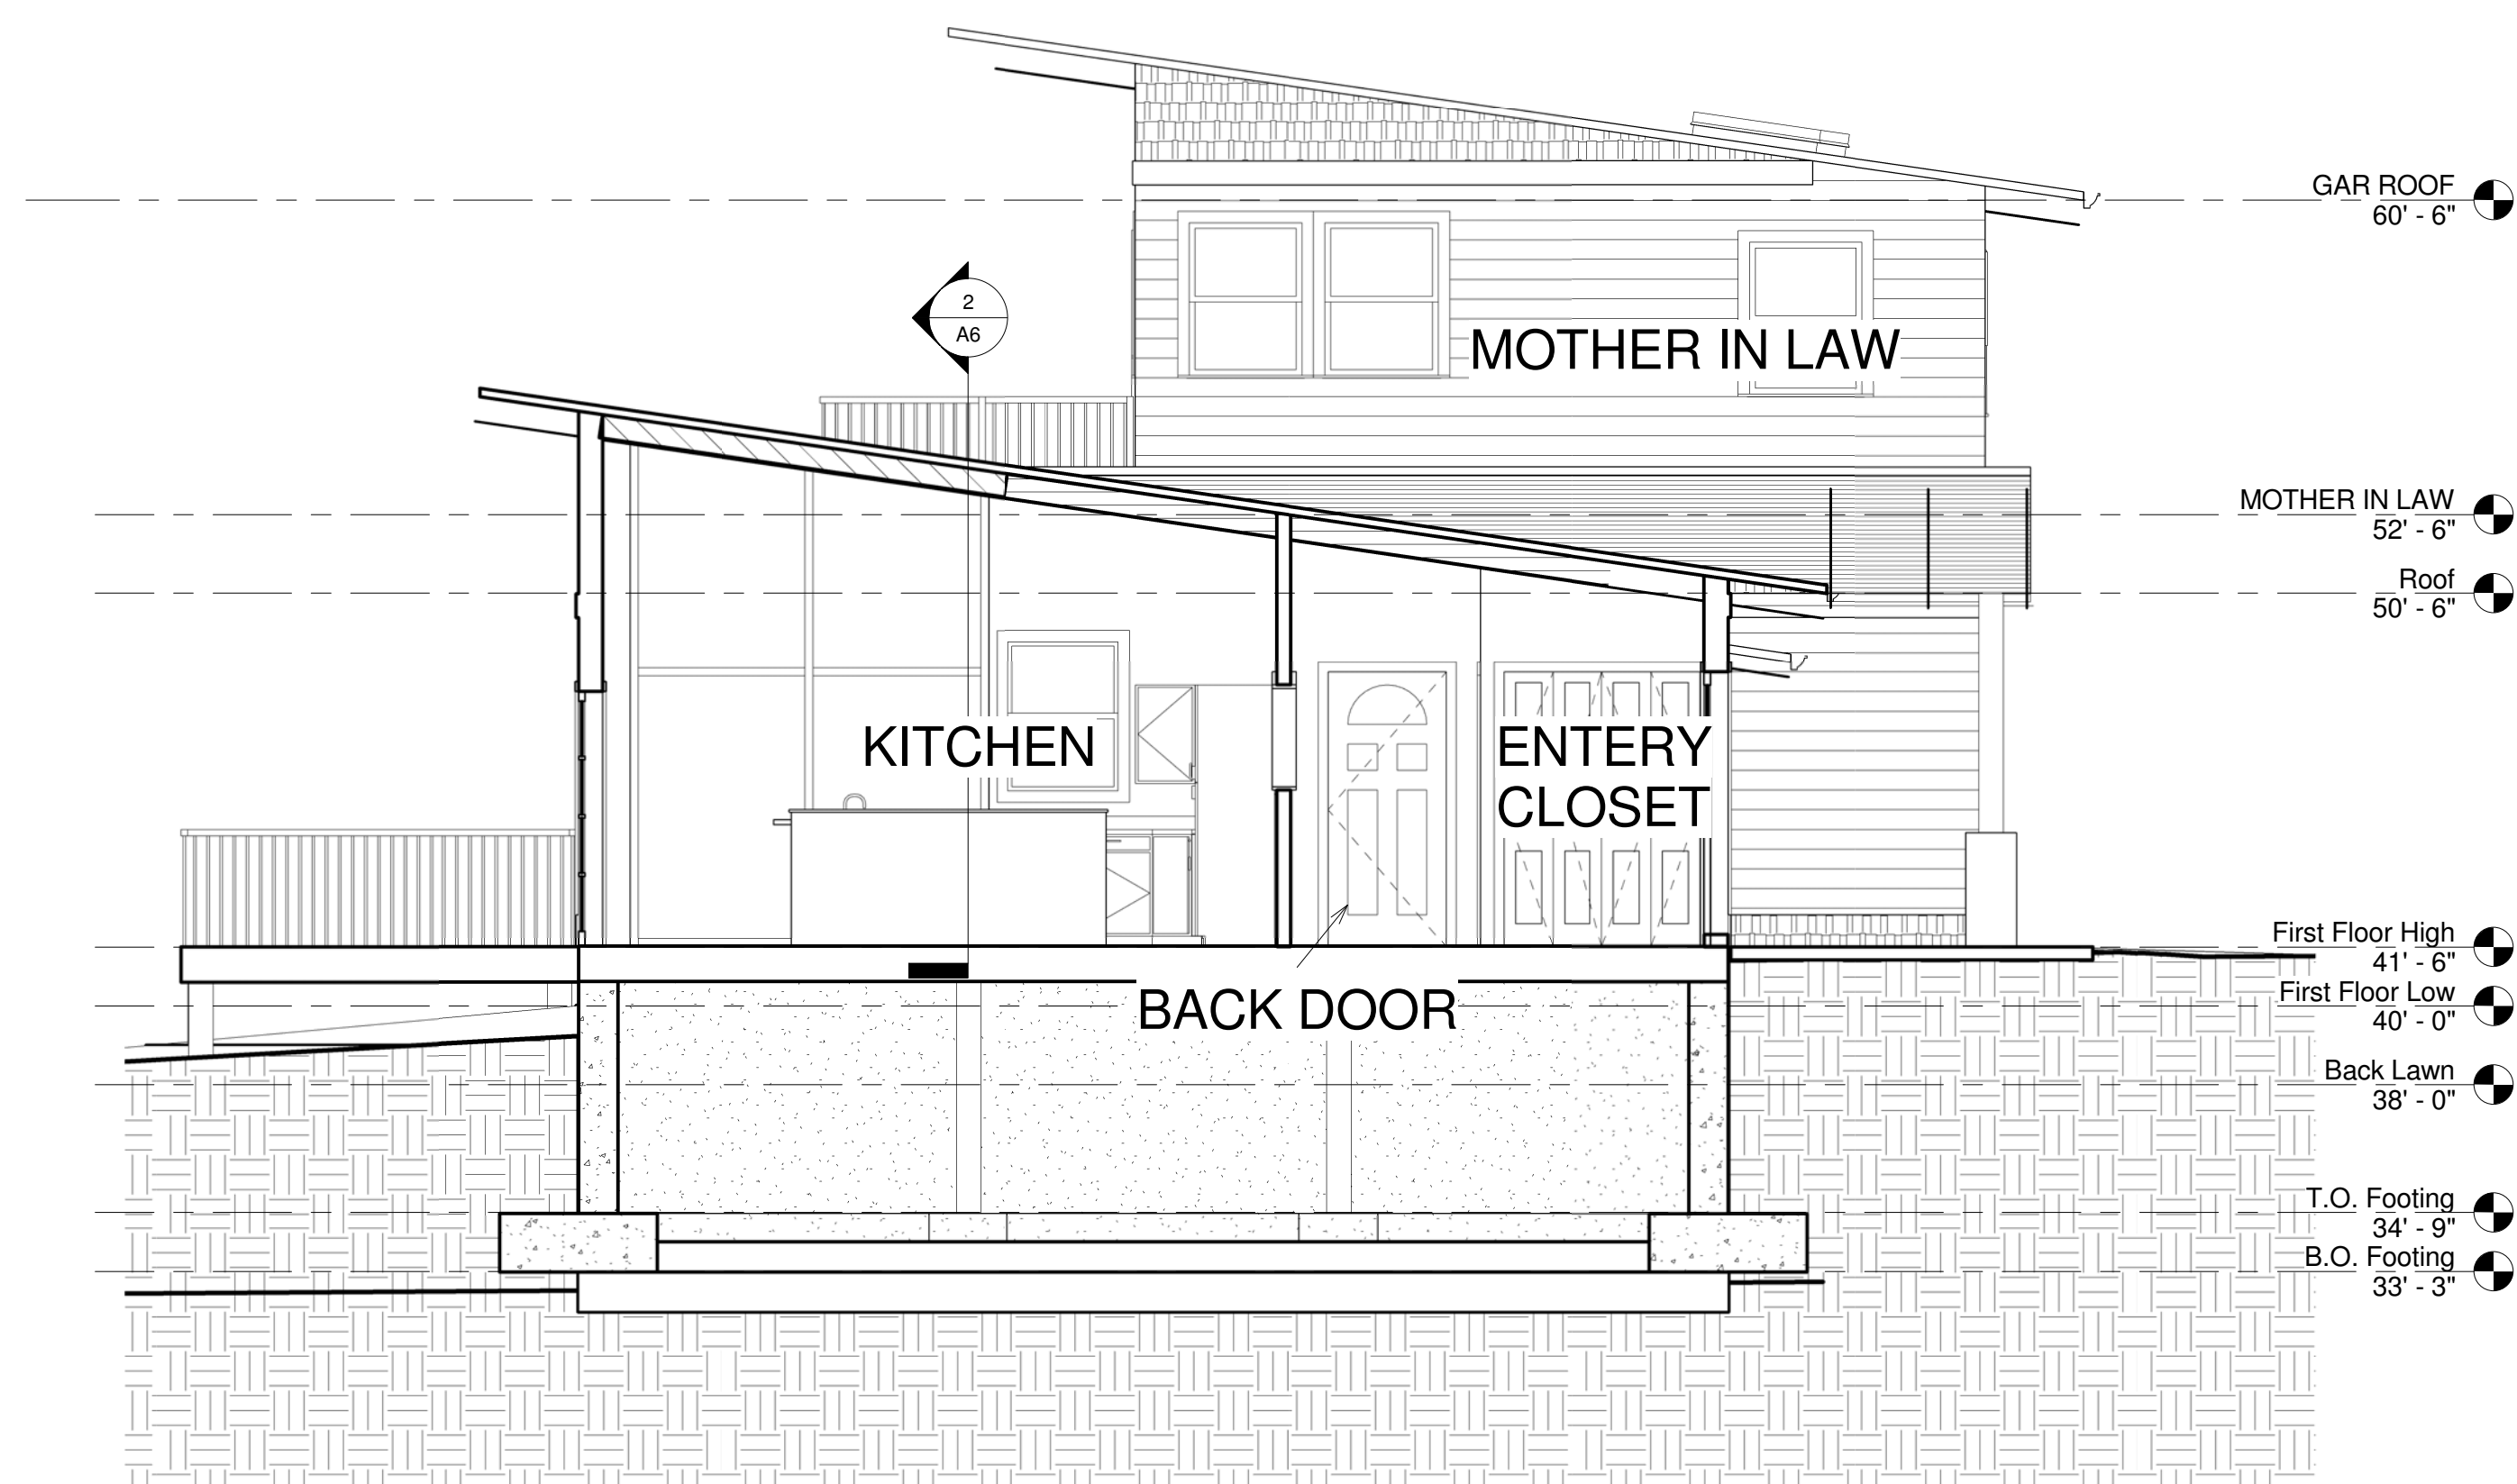 GAR ROOF
60' - 6"
2
A6
MOTHER IN LAW
MOTHER IN LAW
52' - 6"
Roof
50' - 6"
KITCHEN
ENTERY
CLOSET
First Floor High
41' - 6"
BACK DOOR
First Floor Low
40' - 0"
Back Lawn
38' - 0"
T.O. Footing
34' - 9"
B.O. Footing
33' - 3"